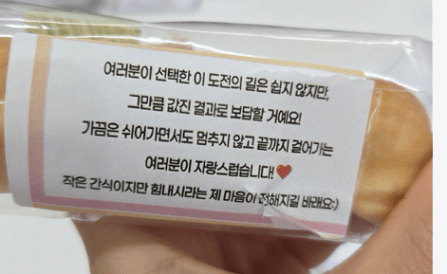 여러분이 선택한 이 도전의 길은 쉽지 않지만,
그만큼 값진 결과로 보답할 거예요!
가끔은 쉬어가면서도 멈추지 않고 끝까지 걸어가는
여러분이 자랑스럽습니다!❤️
작은 간식이지만 힘내시라는 제 마음이 전해지길 바래요:)